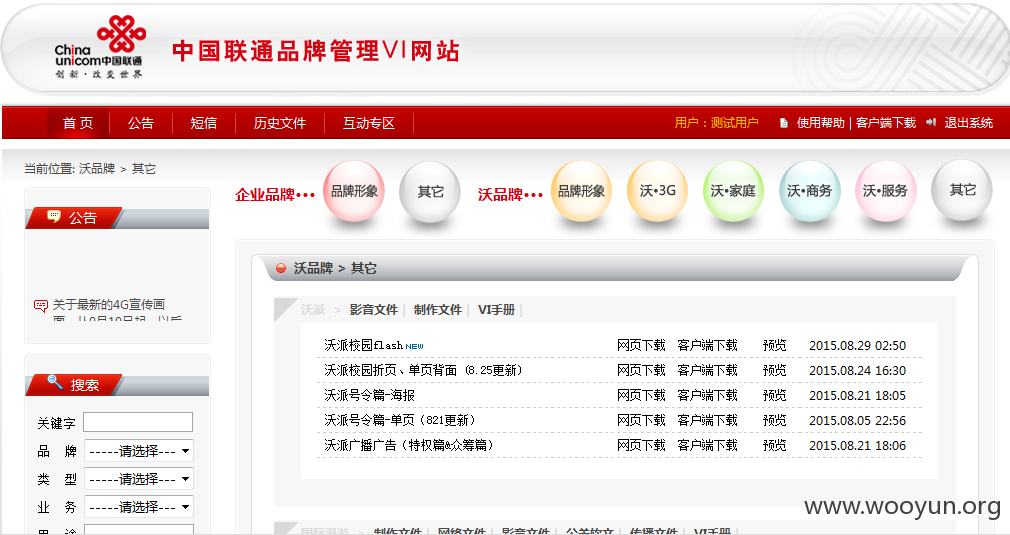 China unicom中国联通
创新·改变世界
中国联通品牌管理VI网站
首 页 公告 短信 历史文件 互动专区 用户：测试用户 使用帮助 | 客户端下载 退出系统
当前位置: 沃品牌 > 其它
企业品牌••• 品牌形象 其它 沃品牌••• 品牌形象 沃•3G 沃•家庭 沃•商务 沃•服务 其它
公告
关于最新的4G宣传画
面，从9月10日起，以后
搜索
关键字
品 牌 -----请选择---
类 型 -----请选择---
业 务 -----请选择---
用 途
沃品牌 > 其它
沃派 > 影音文件 | 制作文件 | VI手册 |
沃派校园flash NEW 网页下载 客户端下载 预览 2015.08.29 02:50
沃派校园折页、单页背面（8.25更新） 网页下载 客户端下载 预览 2015.08.24 16:30
沃派号令篇-海报 网页下载 客户端下载 预览 2015.08.21 18:05
沃派号令篇-单页（821更新） 网页下载 客户端下载 预览 2015.08.05 22:56
沃派广播广告（特权篇&众筹篇） 网页下载 客户端下载 预览 2015.08.21 18:06
国际漫游 > 制作文件 | 网络文件 | 影音文件 | 公关软文 | 传播文件 | VI手册 |
www.wooyun.org